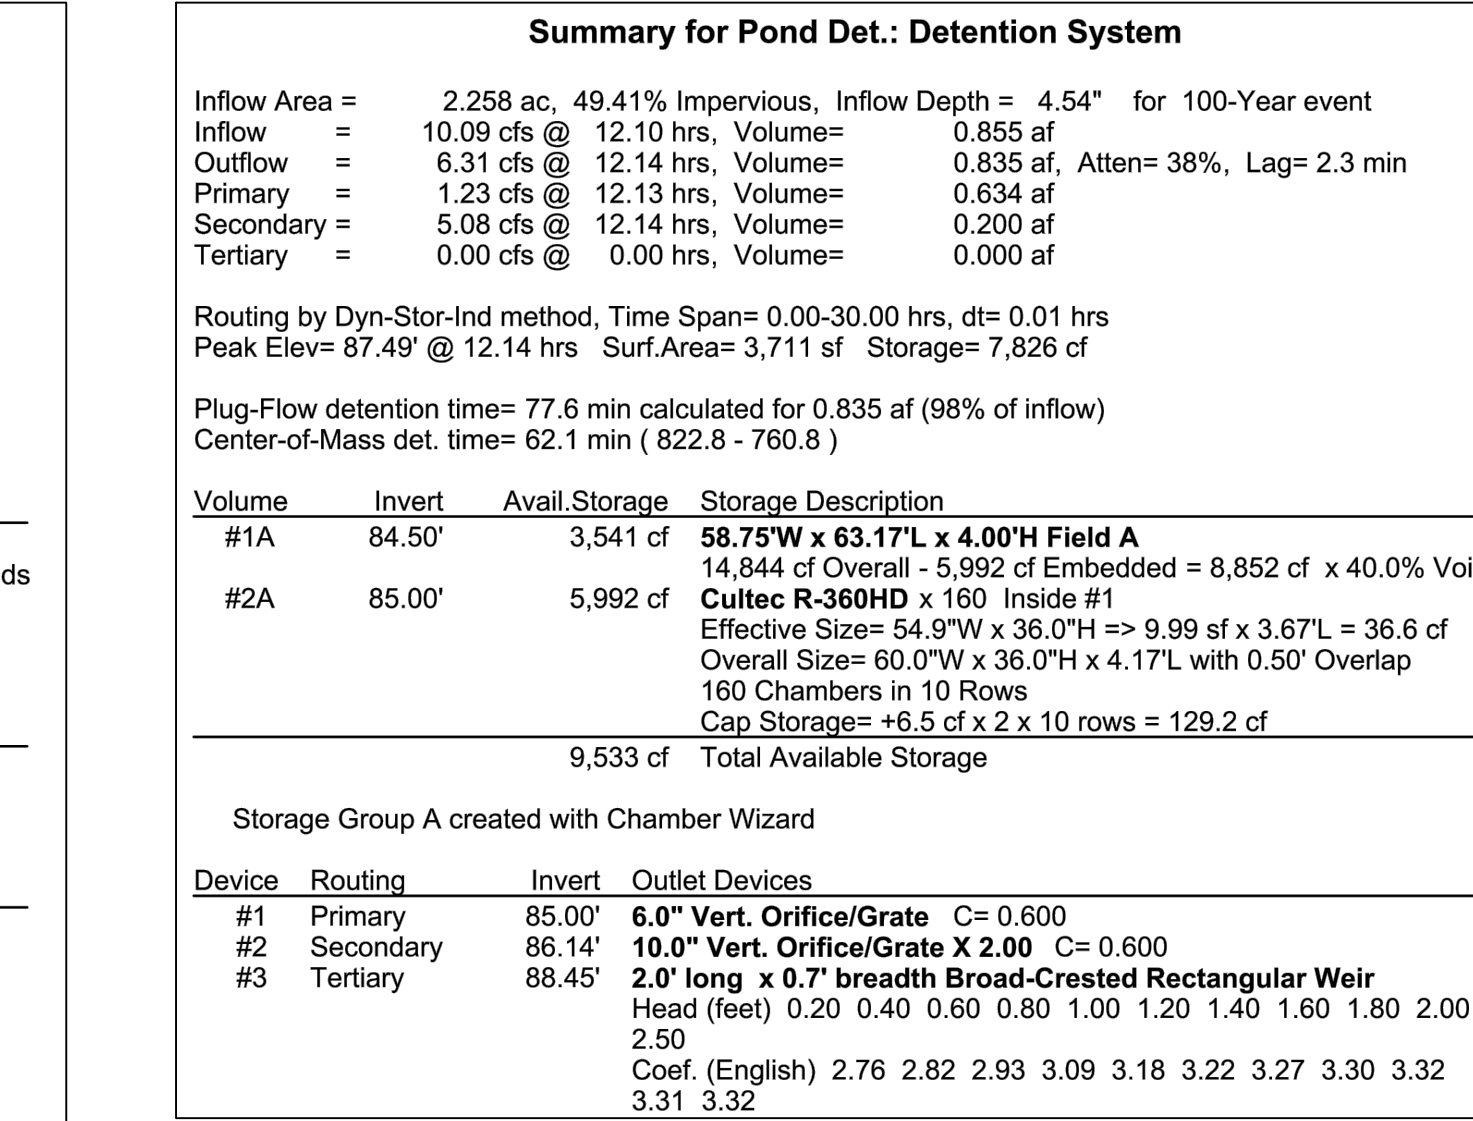 ds
Summary for Pond Det.: Detention System
Inflow Area = 2.258 ac, 49.41% Impervious, Inflow Depth = 4.54" for 100-Year event
Inflow = 10.09 cfs @ 12.10 hrs, Volume= 0.855 af
Outflow = 6.31 cfs @ 12.14 hrs, Volume= 0.835 af, Atten= 38%, Lag= 2.3 min
Primary = 1.23 cfs @ 12.13 hrs, Volume= 0.634 af
Secondary = 5.08 cfs @ 12.14 hrs, Volume= 0.200 af
Tertiary = 0.00 cfs @ 0.00 hrs, Volume= 0.000 af
Routing by Dyn-Stor-Ind method, Time Span= 0.00-30.00 hrs, dt= 0.01 hrs
Peak Elev= 87.49' @ 12.14 hrs Surf.Area= 3,711 sf Storage= 7,826 cf
Plug-Flow detention time= 77.6 min calculated for 0.835 af (98% of inflow)
Center-of-Mass det. time= 62.1 min ( 822.8 - 760.8 )
Volume Invert Avail.Storage Storage Description
#1A 84.50' 3,541 cf 58.75'W x 63.17'L x 4.00'H Field A
14,844 cf Overall - 5,992 cf Embedded = 8,852 cf x 40.0% Voi
#2A 85.00' 5,992 cf Cultec R-360HD x 160 Inside #1
Effective Size= 54.9"W x 36.0"H => 9.99 sf x 3.67'L = 36.6 cf
Overall Size= 60.0"W x 36.0"H x 4.17'L with 0.50' Overlap
160 Chambers in 10 Rows
Cap Storage= +6.5 cf x 2 x 10 rows = 129.2 cf
9,533 cf Total Available Storage
Storage Group A created with Chamber Wizard
Device Routing Invert Outlet Devices
#1 Primary 85.00' 6.0" Vert. Orifice/Grate C= 0.600
#2 Secondary 86.14' 10.0" Vert. Orifice/Grate X 2.00 C= 0.600
#3 Tertiary 88.45' 2.0' long x 0.7' breadth Broad-Crested Rectangular Weir
Head (feet) 0.20 0.40 0.60 0.80 1.00 1.20 1.40 1.60 1.80 2.00
2.50
Coef. (English) 2.76 2.82 2.93 3.09 3.18 3.22 3.27 3.30 3.32
3.31 3.32